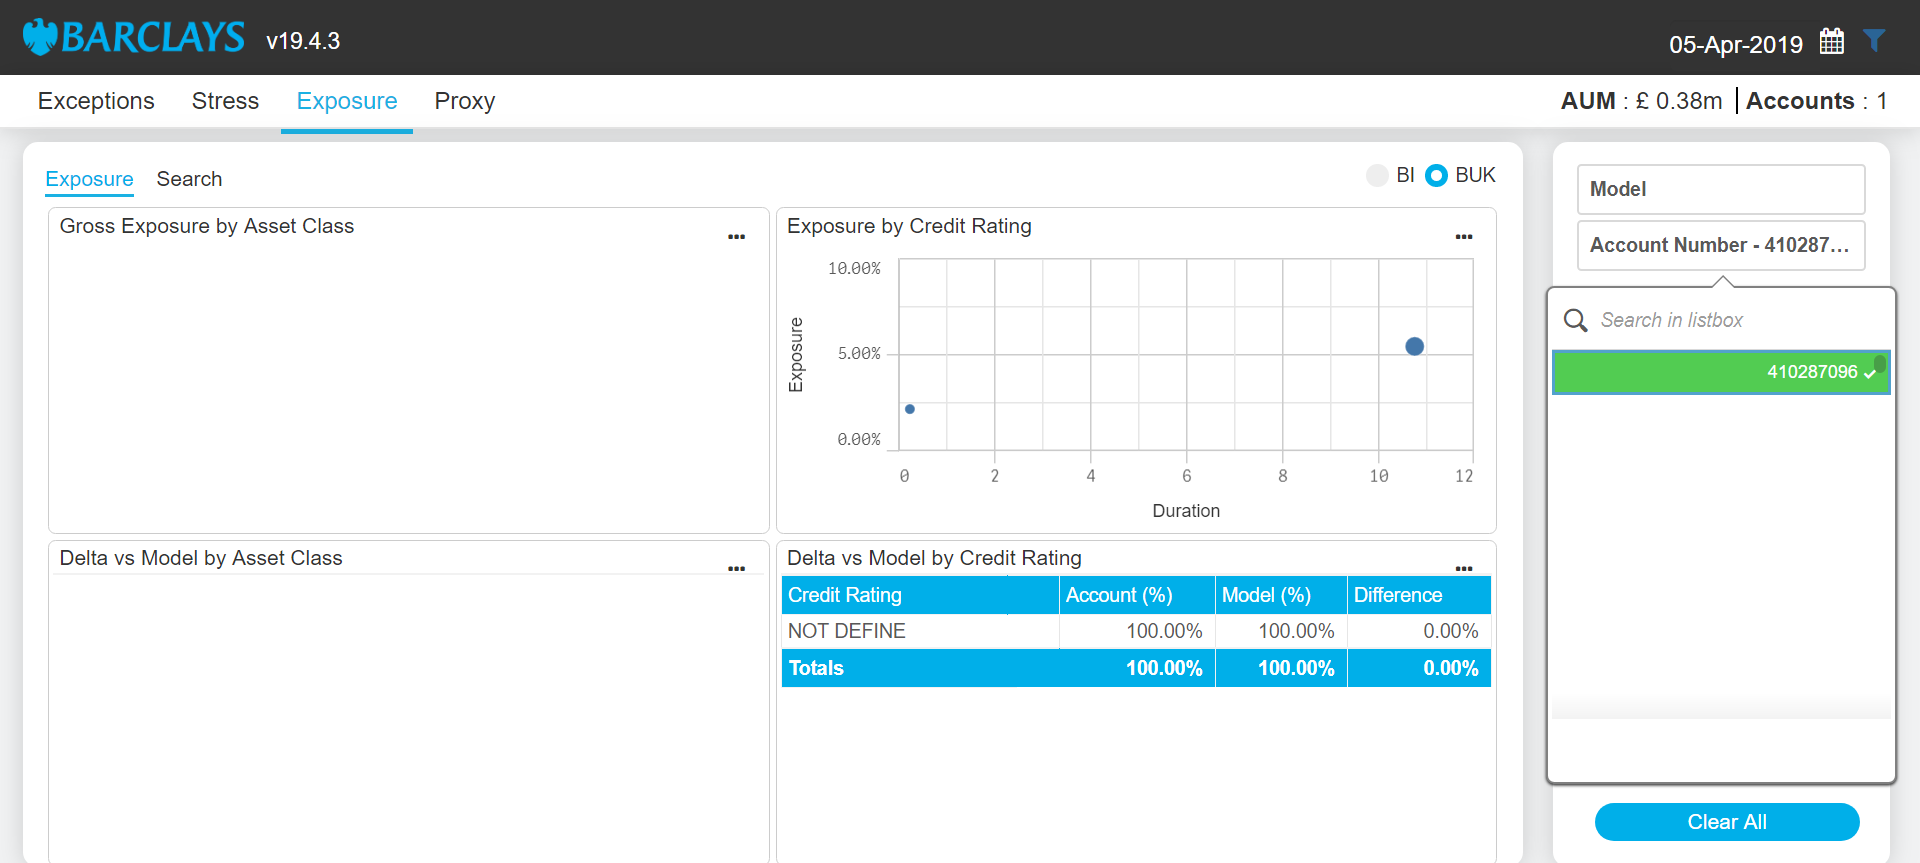 BARCLAYS v19.4.3
05-Apr-2019
Exceptions Stress Exposure Proxy
AUM : £ 0.38m Accounts : 1
Exposure Search
BI BUK
Gross Exposure by Asset Class
...
Exposure by Credit Rating
...
10.00%
5.00%
0.00%
Exposure
0 2 4 6 8 10 12
Duration
Delta vs Model by Asset Class
...
Delta vs Model by Credit Rating
...
Credit Rating Account (%) Model (%) Difference
NOT DEFINE 100.00% 100.00% 0.00%
Totals 100.00% 100.00% 0.00%
Model
Account Number - 410287...
Search in listbox
410287096
Clear All